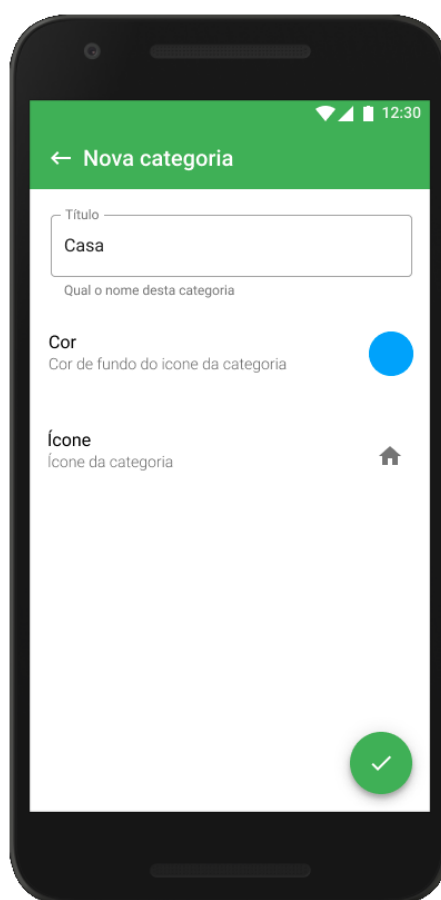 12:30
Nova categoria
Título
Casa
Qual o nome desta categoria
Cor
Cor de fundo do icone da categoria
Ícone
Ícone da categoria